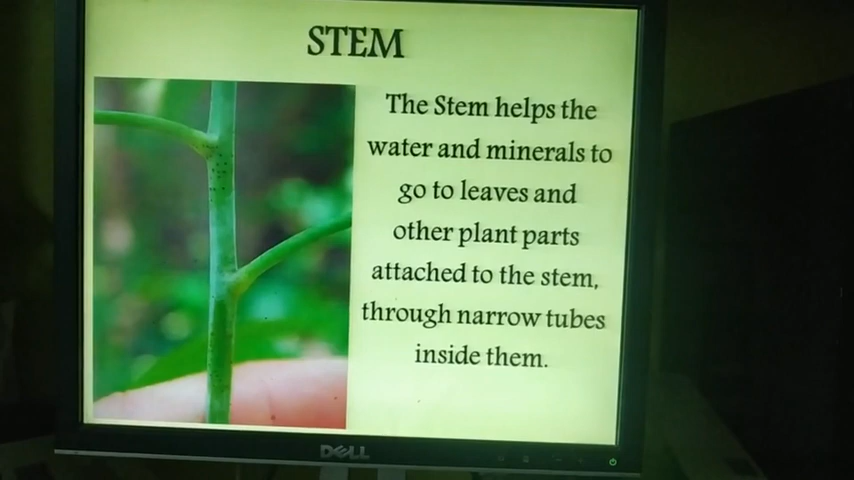 STEM
The Stem helps the
water and minerals to
go to leaves and
other plant parts
attached to the stem,
through narrow tubes
inside them.
DELL